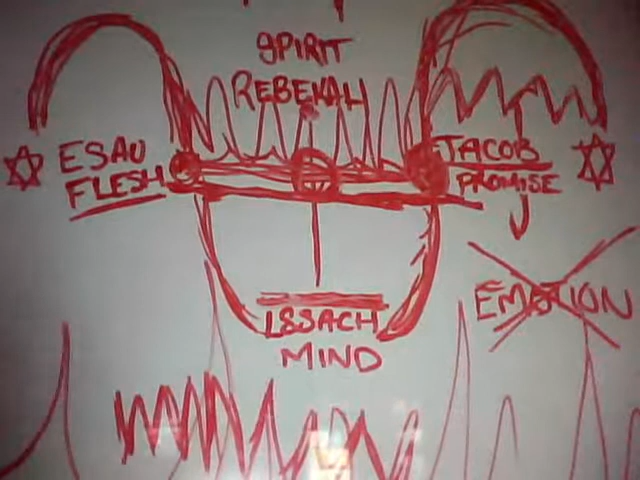 SPIRIT
REBEKAH
ESAU
FLESH
JACOB
PROMISE
EMOTION
ISSACH
MIND